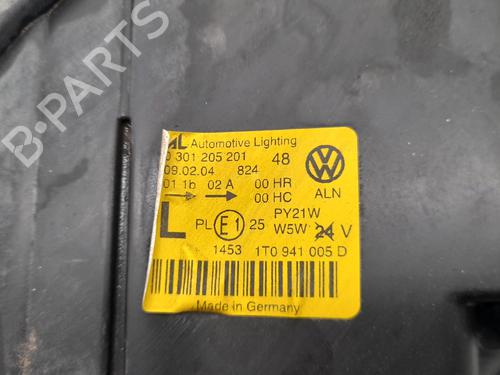 AL Automotive Lighting
0 301 205 201 48
09.02.04 824
01 1b 02 A 00 HR
00 HC
ALN
L PL E1 25 PY21W
W5W 24 V
1453 1T0 941 005 D
Made in Germany
B-Parts